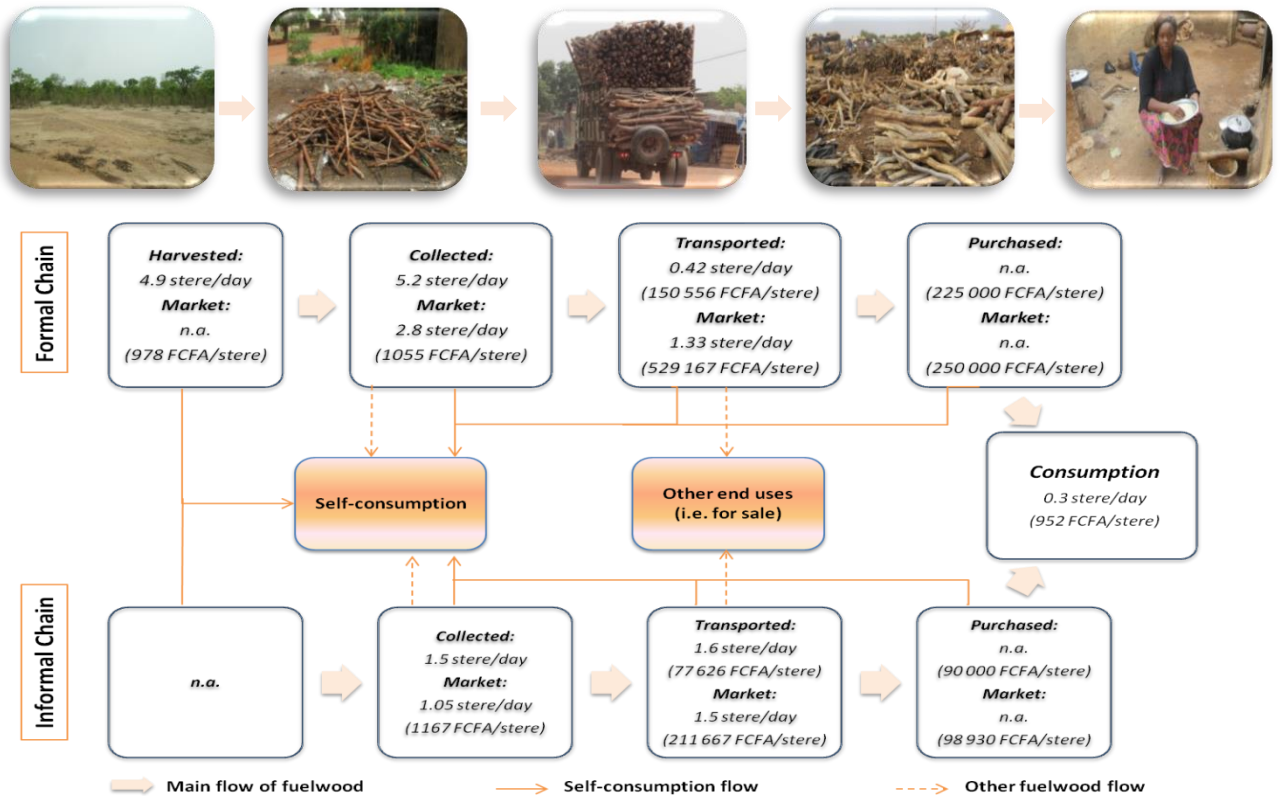 Formal Chain
Harvested:
4.9 stere/day
Market:
n.a.
(978 FCFA/stere)
Collected:
5.2 stere/day
Market:
2.8 stere/day
(1055 FCFA/stere)
Transported:
0.42 stere/day
(150 556 FCFA/stere)
Market:
1.33 stere/day
(529 167 FCFA/stere)
Purchased:
n.a.
(225 000 FCFA/stere)
Market:
n.a.
(250 000 FCFA/stere)
Self-consumption
Other end uses
(i.e. for sale)
Consumption
0.3 stere/day
(952 FCFA/stere)
Informal Chain
n.a.
Collected:
1.5 stere/day
Market:
1.05 stere/day
(1167 FCFA/stere)
Transported:
1.6 stere/day
(77 626 FCFA/stere)
Market:
1.5 stere/day
(211 667 FCFA/stere)
Purchased:
n.a.
(90 000 FCFA/stere)
Market:
n.a.
(98 930 FCFA/stere)
Main flow of fuelwood
Self-consumption flow
Other fuelwood flow